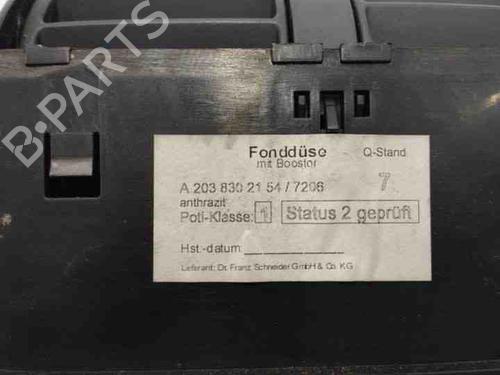 Fonddüse
Q-Stand
mit Booster
A 203 830 21 54 / 7206
7
anthrazit
Poti-Klasse: 1 Status 2 geprüft
Hst.-datum:
Lieferant: Dr. Franz Schneider GmbH & Co. KG
B-Parts